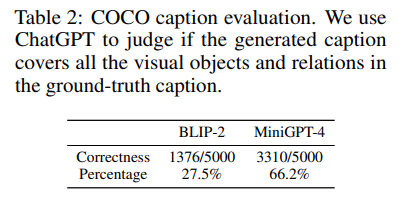 Table 2: COCO caption evaluation. We use
ChatGPT to judge if the generated caption
covers all the visual objects and relations in
the ground-truth caption.
BLIP-2 MiniGPT-4
Correctness 1376/5000 3310/5000
Percentage 27.5% 66.2%